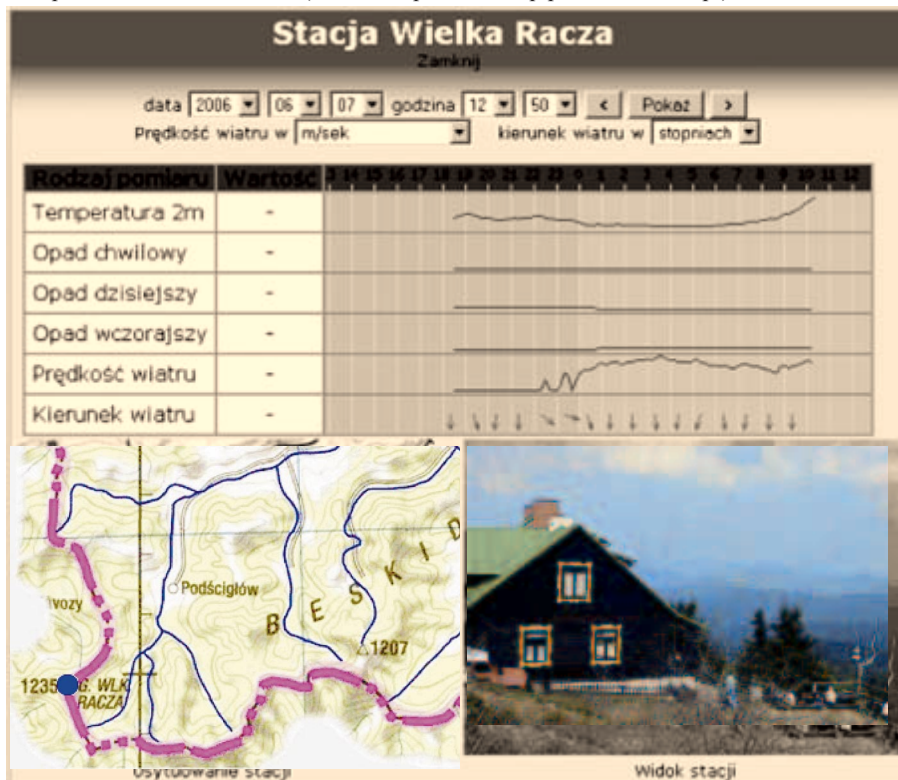 Stacja Wielka Racza
Zamknij
data 2006 06 07 godzina 12 50 < Pokaż >
Prędkość wiatru w m/sek kierunek wiatru w stopniach
Rodzaj pomiaru Wartość 3 14 15 16 17 18 19 20 21 22 23 0 1 2 3 4 5 6 7 8 9 10 11 12
Temperatura 2m -
Opad chwilowy -
Opad dzisiejszy -
Opad wczorajszy -
Prędkość wiatru -
Kierunek wiatru -
Podścigłów
ivozy
BESKID
1207
1235 G. WLK.
RACZA
Usytuowanie stacji Widok stacji